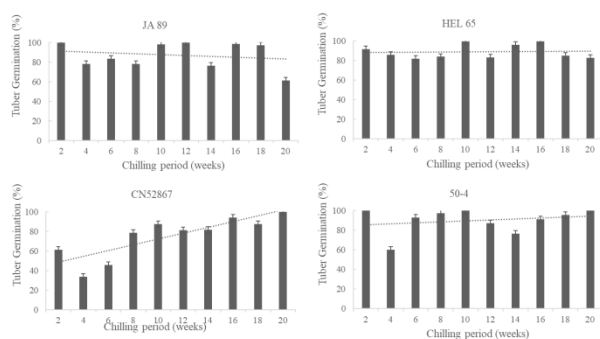 JA 89
Tuber Germination (%)
100
80
60
40
20
0
2 4 6 8 10 12 14 16 18 20
Chilling period (weeks)
HEL 65
Tuber Germination (%)
100
80
60
40
20
0
2 4 6 8 10 12 14 16 18 20
Chilling period (weeks)
CN52867
Tuber Germination (%)
100
80
60
40
20
0
2 4 6 8 10 12 14 16 18 20
Chilling period (weeks)
50-4
Tuber Germination (%)
100
80
60
40
20
0
2 4 6 8 10 12 14 16 18 20
Chilling period (weeks)